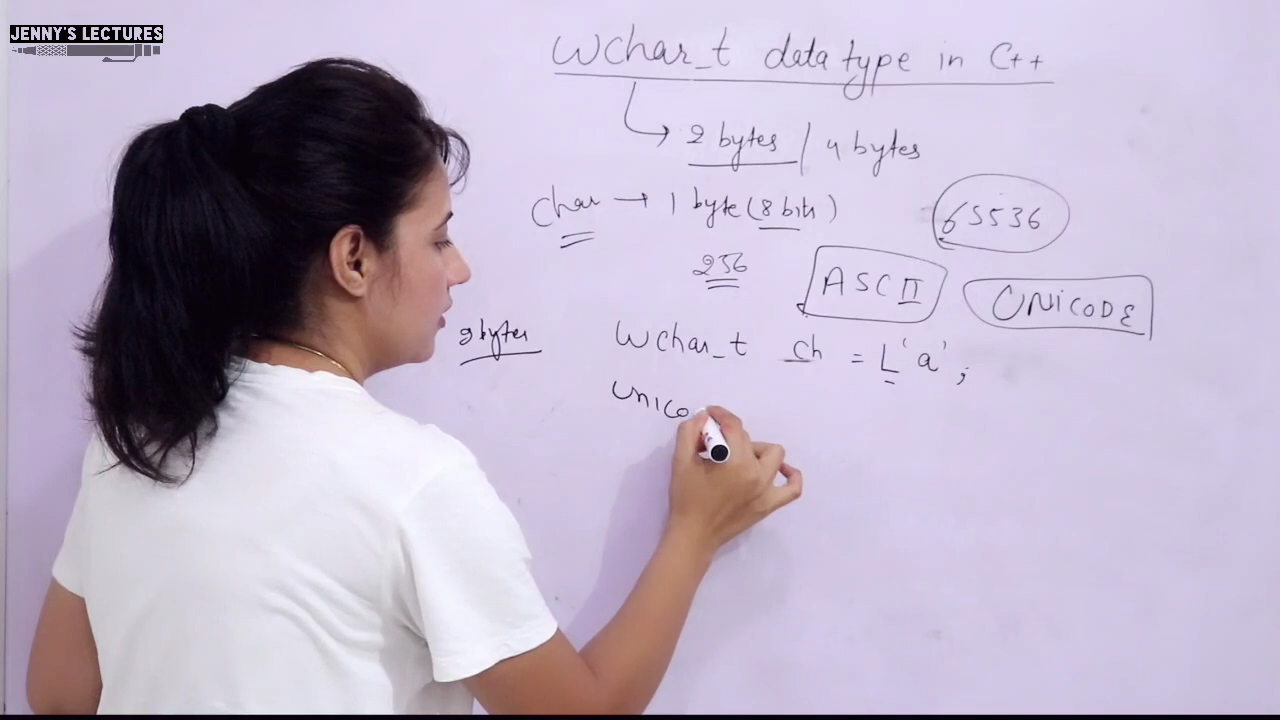 JENNY'S LECTURES
wchar_t data type in C++
2 bytes / 4 bytes
char → 1 byte (8 bits)
65536
256
ASCII
UNICODE
2 bytes
wchar_t ch = L'a';
unico